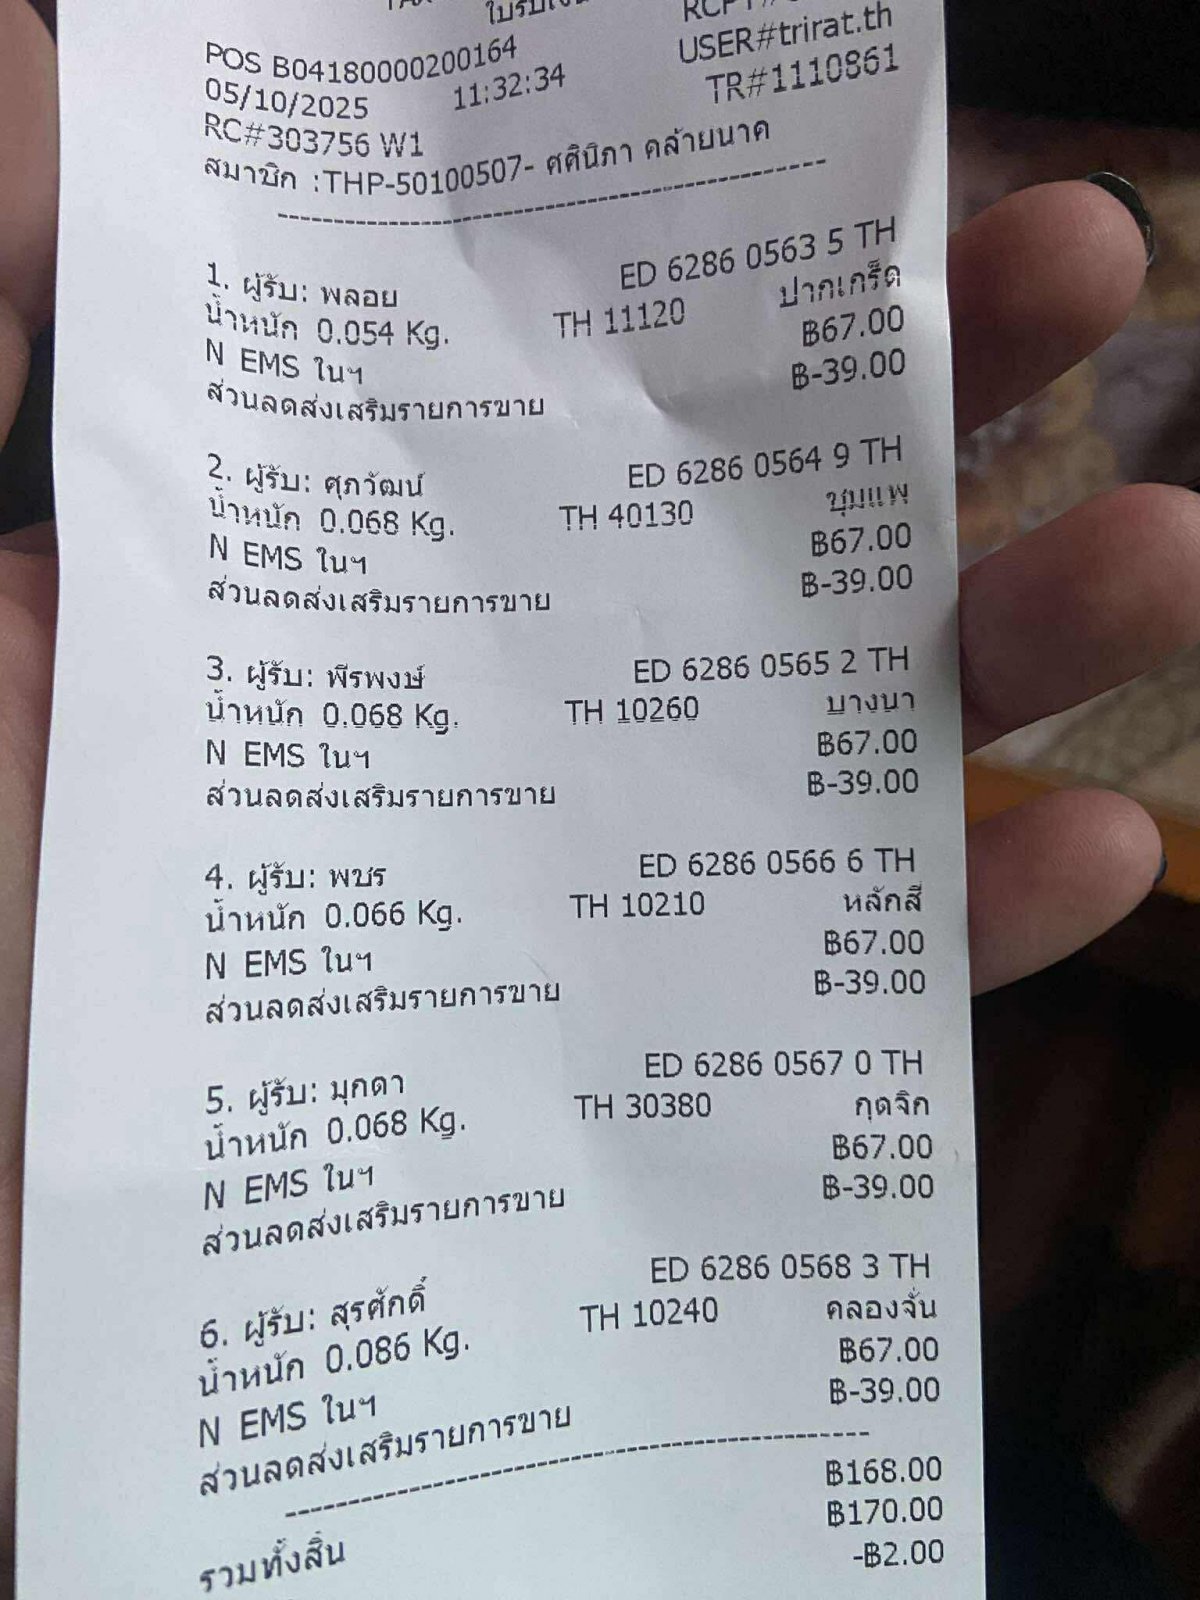 POS B04180000200164
USER#trirat.th
05/10/2025 11:32:34 TR#1110861
RC#303756 W1
สมาชิก :THP-50100507- ศศินิภา คล้ายนาค
--------------------------------------------
1. ผู้รับ: พลอย ED 6286 0563 5 TH
น้ำหนัก 0.054 Kg. TH 11120 ปากเกร็ด
N EMS ในฯ ฿67.00
ส่วนลดส่งเสริมรายการขาย ฿-39.00
2. ผู้รับ: ศุภวัฒน์ ED 6286 0564 9 TH
น้ำหนัก 0.068 Kg. TH 40130 ชุมแพ
N EMS ในฯ ฿67.00
ส่วนลดส่งเสริมรายการขาย ฿-39.00
3. ผู้รับ: พีรพงษ์ ED 6286 0565 2 TH
น้ำหนัก 0.068 Kg. TH 10260 บางนา
N EMS ในฯ ฿67.00
ส่วนลดส่งเสริมรายการขาย ฿-39.00
4. ผู้รับ: พชร ED 6286 0566 6 TH
น้ำหนัก 0.066 Kg. TH 10210 หลักสี่
N EMS ในฯ ฿67.00
ส่วนลดส่งเสริมรายการขาย ฿-39.00
5. ผู้รับ: มุกดา ED 6286 0567 0 TH
น้ำหนัก 0.068 Kg. TH 30380 กุดจิก
N EMS ในฯ ฿67.00
ส่วนลดส่งเสริมรายการขาย ฿-39.00
6. ผู้รับ: สุรศักดิ์ ED 6286 0568 3 TH
น้ำหนัก 0.086 Kg. TH 10240 คลองจั่น
N EMS ในฯ ฿67.00
ส่วนลดส่งเสริมรายการขาย ฿-39.00
--------------------------------------------
รวมทั้งสิ้น ฿168.00
฿170.00
-฿2.00